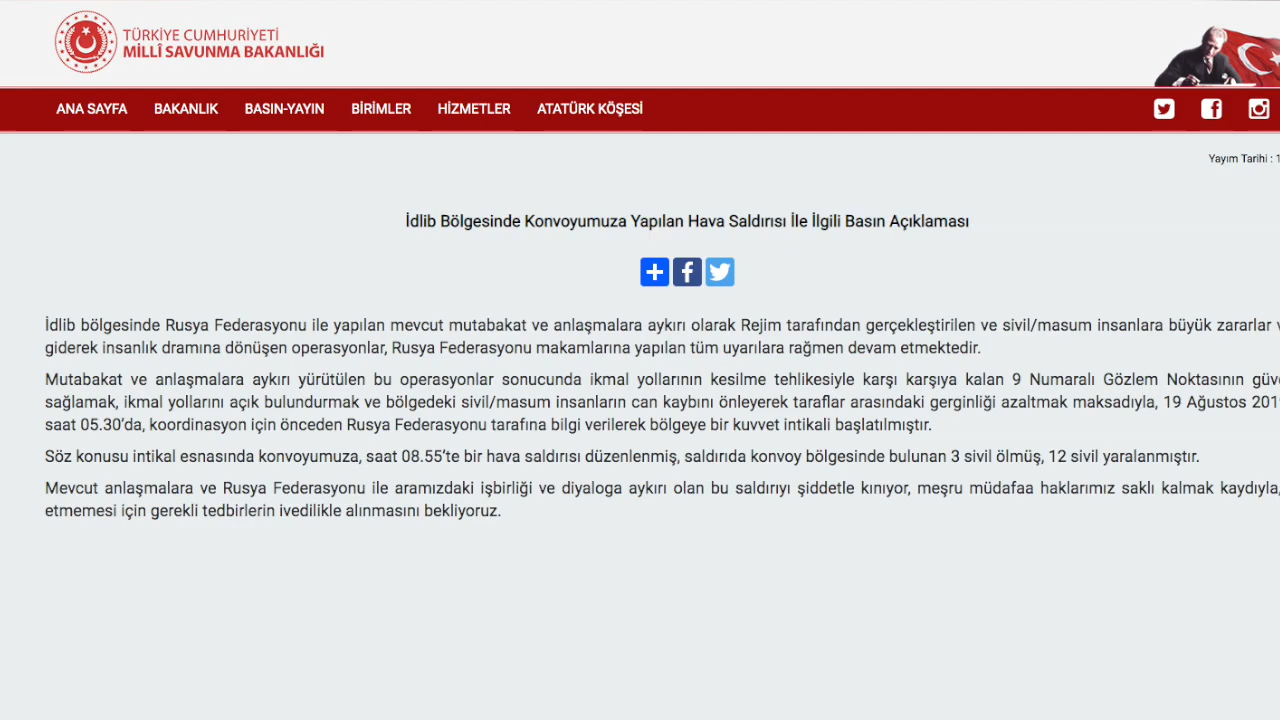 TÜRKİYE CUMHURİYETİ
MİLLÎ SAVUNMA BAKANLIĞI
ANA SAYFA BAKANLIK BASIN-YAYIN BİRİMLER HİZMETLER ATATÜRK KÖŞESİ
Yayım Tarihi : 1
İdlib Bölgesinde Konvoyumuza Yapılan Hava Saldırısı İle İlgili Basın Açıklaması
İdlib bölgesinde Rusya Federasyonu ile yapılan mevcut mutabakat ve anlaşmalara aykırı olarak Rejim tarafından gerçekleştirilen ve sivil/masum insanlara büyük zararlar
giderek insanlık dramına dönüşen operasyonlar, Rusya Federasyonu makamlarına yapılan tüm uyarılara rağmen devam etmektedir.
Mutabakat ve anlaşmalara aykırı yürütülen bu operasyonlar sonucunda ikmal yollarının kesilme tehlikesiyle karşı karşıya kalan 9 Numaralı Gözlem Noktasının güve
sağlamak, ikmal yollarını açık bulundurmak ve bölgedeki sivil/masum insanların can kaybını önleyerek taraflar arasındaki gerginliği azaltmak maksadıyla, 19 Ağustos 2019
saat 05.30’da, koordinasyon için önceden Rusya Federasyonu tarafına bilgi verilerek bölgeye bir kuvvet intikali başlatılmıştır.
Söz konusu intikal esnasında konvoyumuza, saat 08.55’te bir hava saldırısı düzenlenmiş, saldırıda konvoy bölgesinde bulunan 3 sivil ölmüş, 12 sivil yaralanmıştır.
Mevcut anlaşmalara ve Rusya Federasyonu ile aramızdaki işbirliği ve diyaloga aykırı olan bu saldırıyı şiddetle kınıyor, meşru müdafaa haklarımız saklı kalmak kaydıyla,
etmemesi için gerekli tedbirlerin ivedilikle alınmasını bekliyoruz.